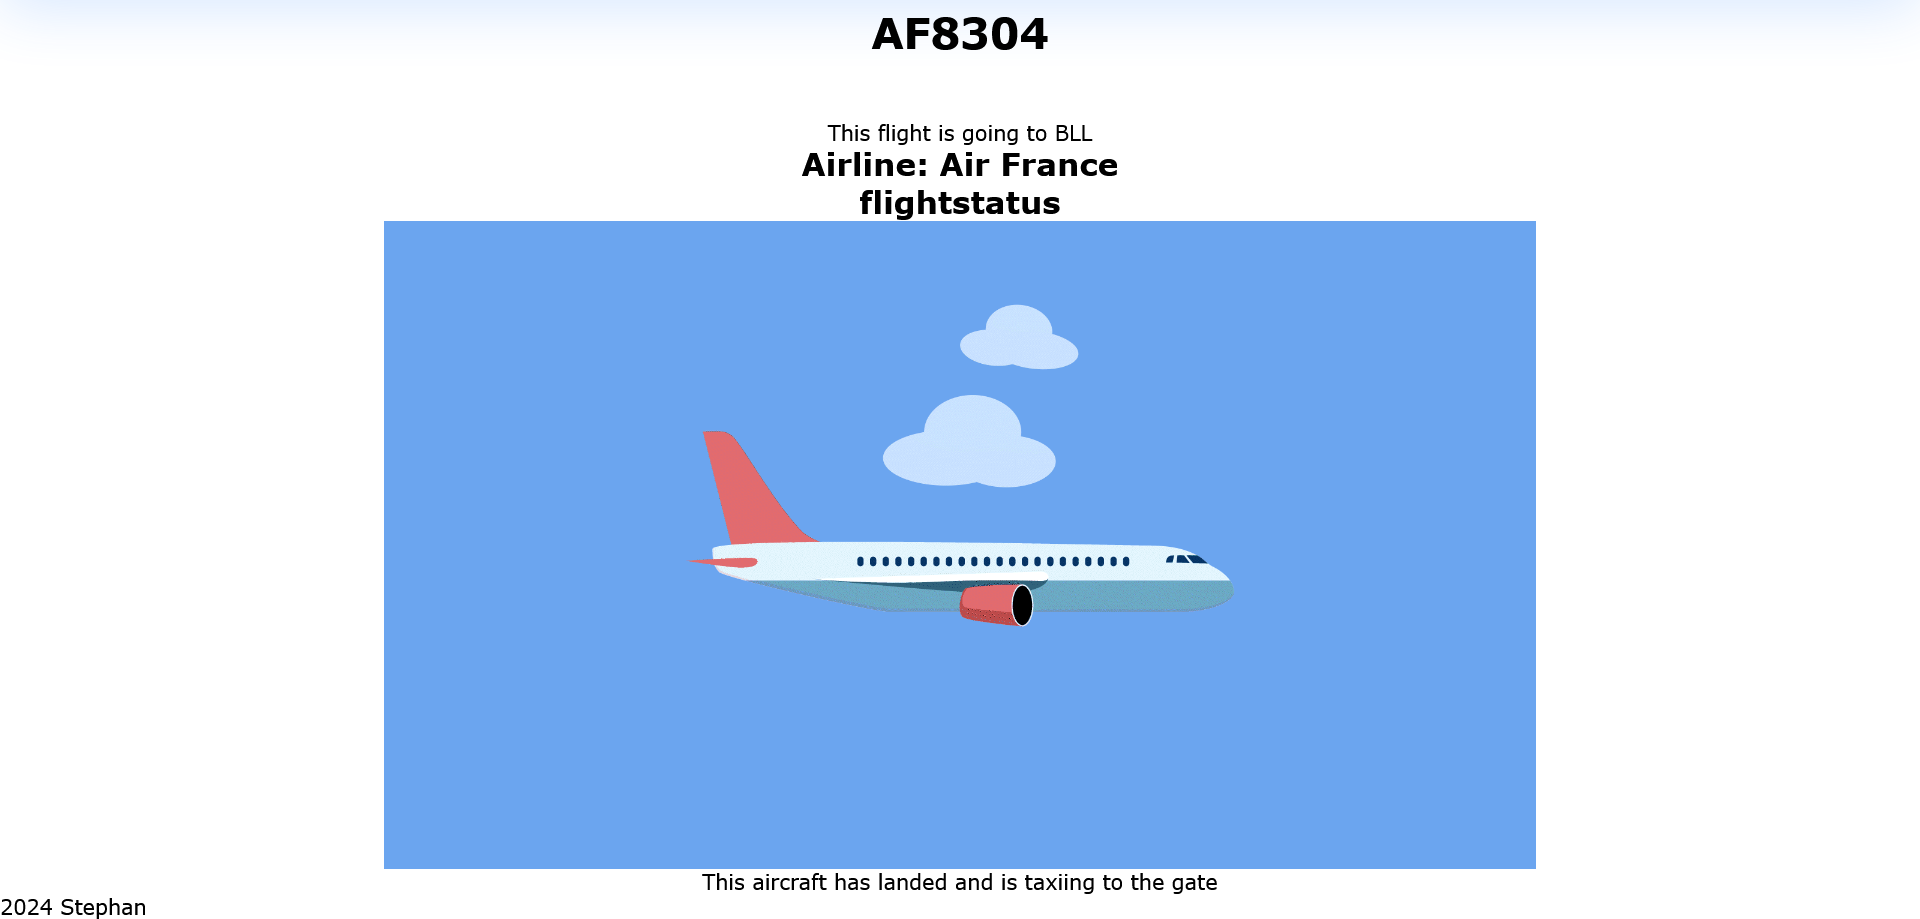 AF8304
This flight is going to BLL
Airline: Air France
flightstatus
This aircraft has landed and is taxiing to the gate
2024 Stephan